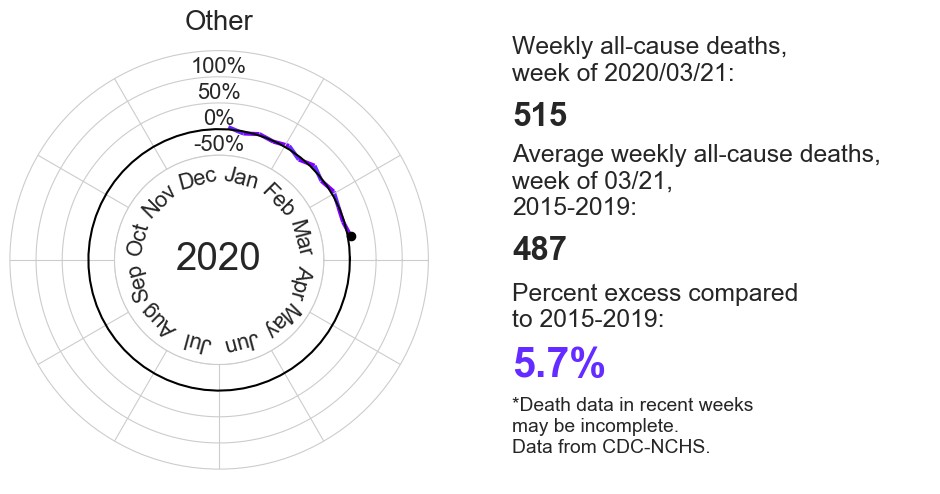 Other
100%
50%
0%
-50%
Jan
Feb
Mar
Apr
May
Jun
Jul
Aug
Sep
Oct
Nov
Dec
2020
Weekly all-cause deaths,
week of 2020/03/21:
515
Average weekly all-cause deaths,
week of 03/21,
2015-2019:
487
Percent excess compared
to 2015-2019:
5.7%
*Death data in recent weeks
may be incomplete.
Data from CDC-NCHS.